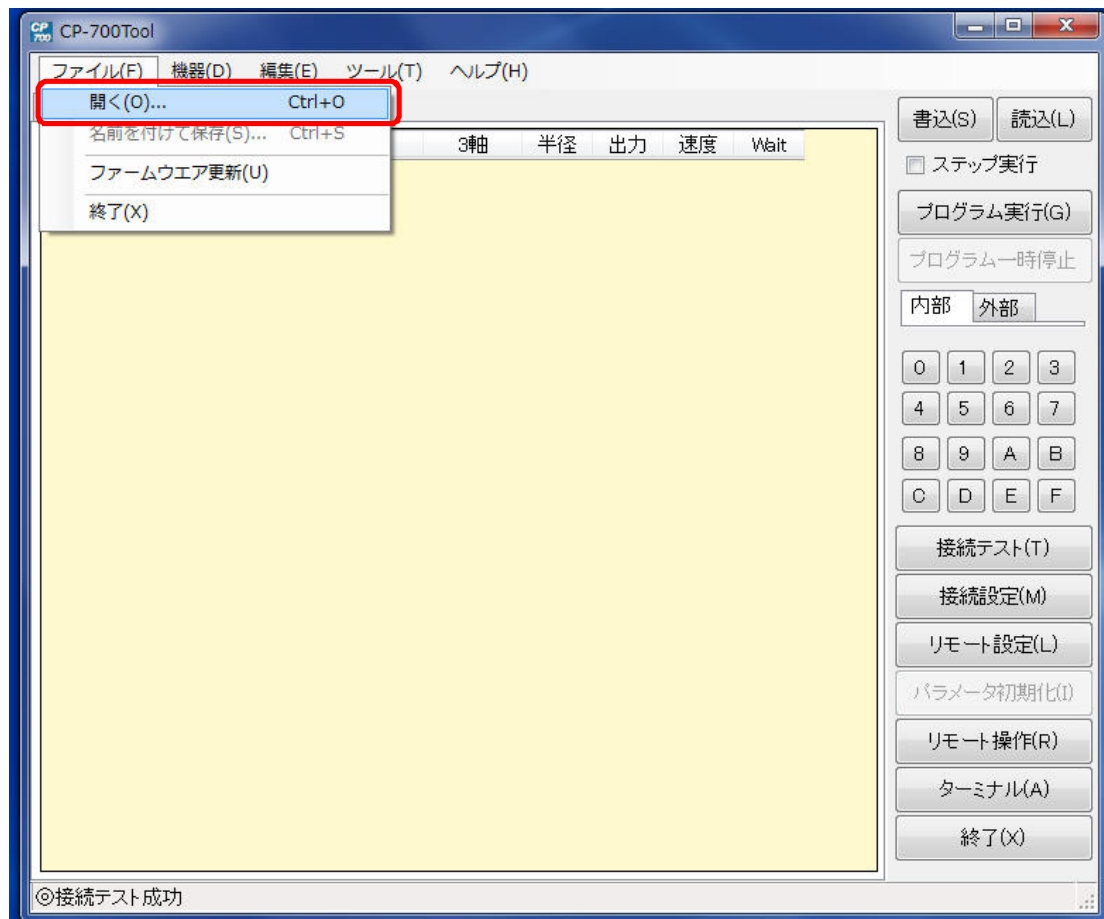 CP 700 CP-700Tool
ファイル(F) 機器(D) 編集(E) ツール(T) ヘルプ(H)
開く(O)... Ctrl+O
名前を付けて保存(S)... Ctrl+S
ファームウエア更新(U)
終了(X)
3軸 半径 出力 速度 Wait
書込(S) 読込(L)
ステップ実行
プログラム実行(G)
プログラム一時停止
内部 外部
0 1 2 3
4 5 6 7
8 9 A B
C D E F
接続テスト(T)
接続設定(M)
リモート設定(L)
パラメータ初期化(I)
リモート操作(R)
ターミナル(A)
終了(X)
◎接続テスト成功